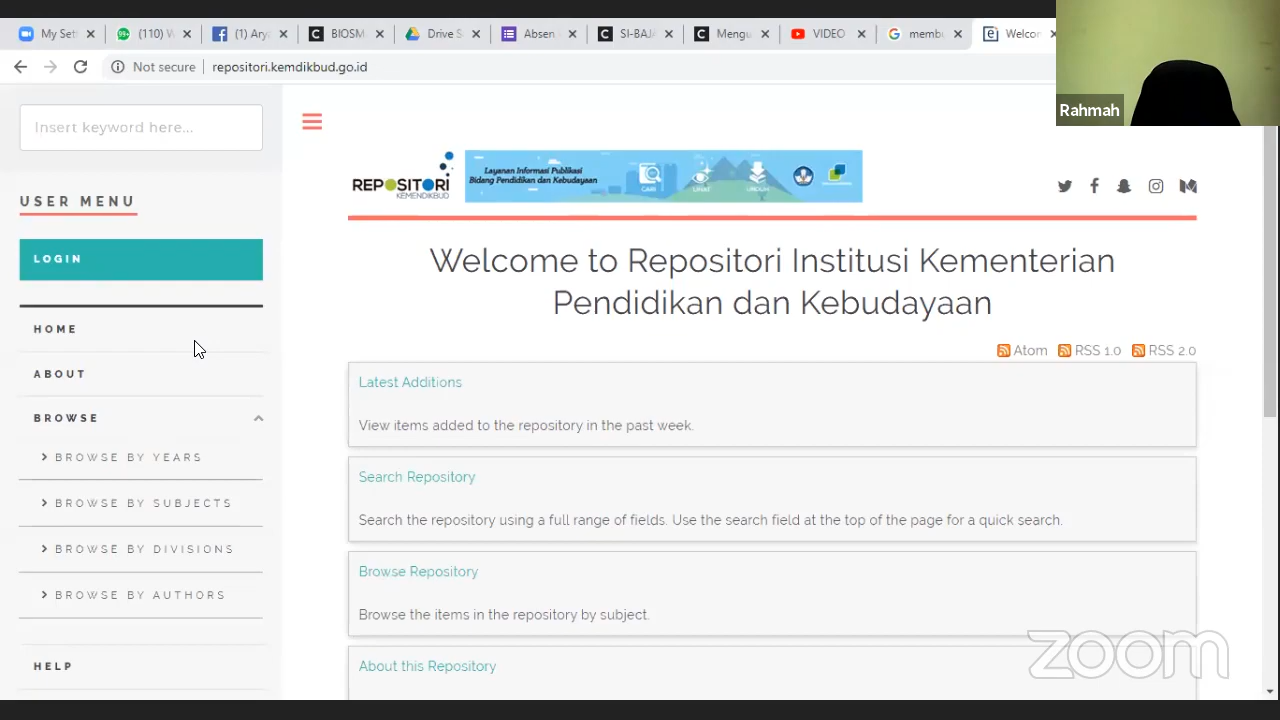 My Set
(110) W
(1) Ary
BIOSM
Drive S
Absen
SI-BAJ
Mengu
VIDEO
membu
Welcon
Not secure
repositori.kemdikbud.go.id
Rahmah
Insert keyword here...
USER MENU
LOGIN
HOME
ABOUT
BROWSE
BROWSE BY YEARS
BROWSE BY SUBJECTS
BROWSE BY DIVISIONS
BROWSE BY AUTHORS
HELP
REPOSITORI
KEMENDIKBUD
Layanan Informasi Publikasi
Bidang Pendidikan dan Kebudayaan
CARI
LIHAT
UNDUH
Welcome to Repositori Institusi Kementerian
Pendidikan dan Kebudayaan
Atom RSS 1.0 RSS 2.0
Latest Additions
View items added to the repository in the past week.
Search Repository
Search the repository using a full range of fields. Use the search field at the top of the page for a quick search.
Browse Repository
Browse the items in the repository by subject.
About this Repository
zoom